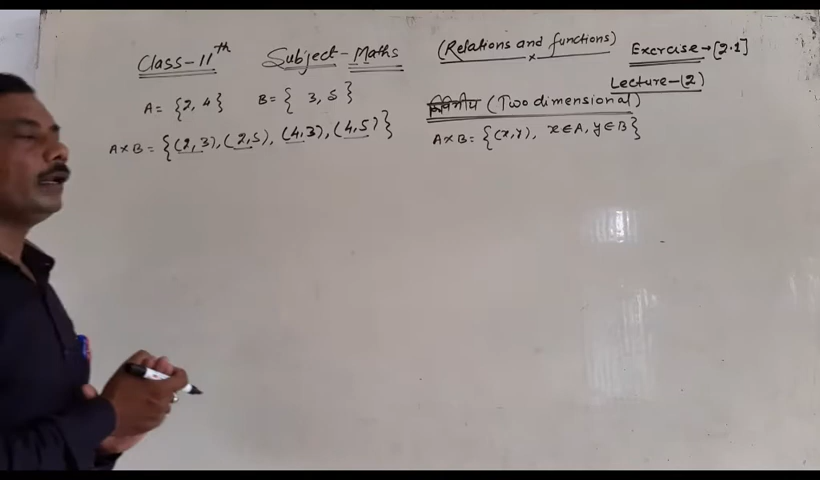 Class-11th Subject-Maths (Relations and functions) Exercise→[2.1]
Lecture-(2)
A= {2, 4} B= { 3, 5 }
(Two dimensional)
A×B = {(2,3),(2,5), (4,3), (4,5)}
A×B= {(x,y), x∈A, y∈B}